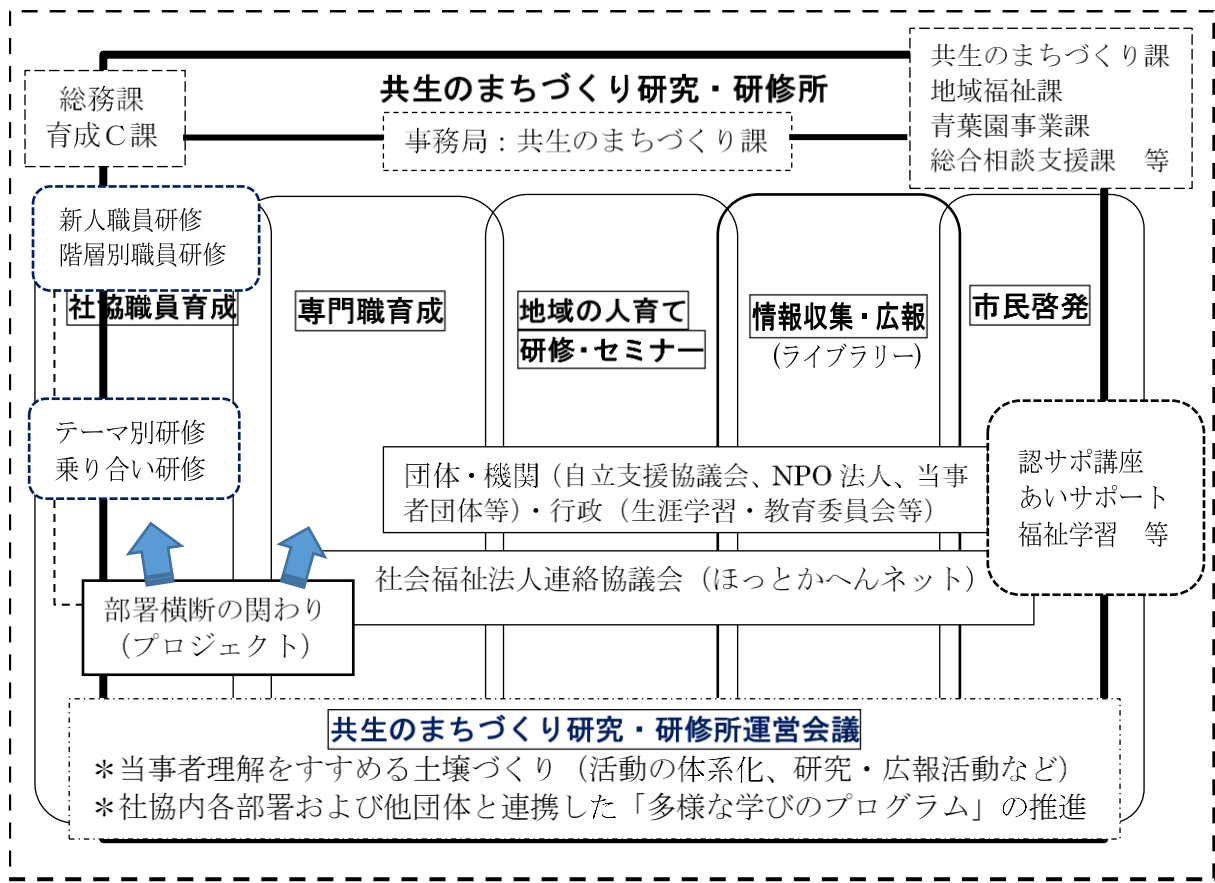 共生のまちづくり研究・研修所
事務局：共生のまちづくり課
総務課
育成Ｃ課
共生のまちづくり課
地域福祉課
青葉園事業課
総合相談支援課　等
新人職員研修
階層別職員研修
社協職員育成
専門職育成
地域の人育て
研修・セミナー
情報収集・広報
(ライブラリー)
市民啓発
テーマ別研修
乗り合い研修
団体・機関（自立支援協議会、NPO 法人、当事
者団体等）・行政（生涯学習・教育委員会等）
認サポ講座
あいサポート
福祉学習　等
社会福祉法人連絡協議会（ほっとかへんネット）
部署横断の関わり
（プロジェクト）
共生のまちづくり研究・研修所運営会議
＊当事者理解をすすめる土壌づくり（活動の体系化、研究・広報活動など）
＊社協内各部署および他団体と連携した「多様な学びのプログラム」の推進